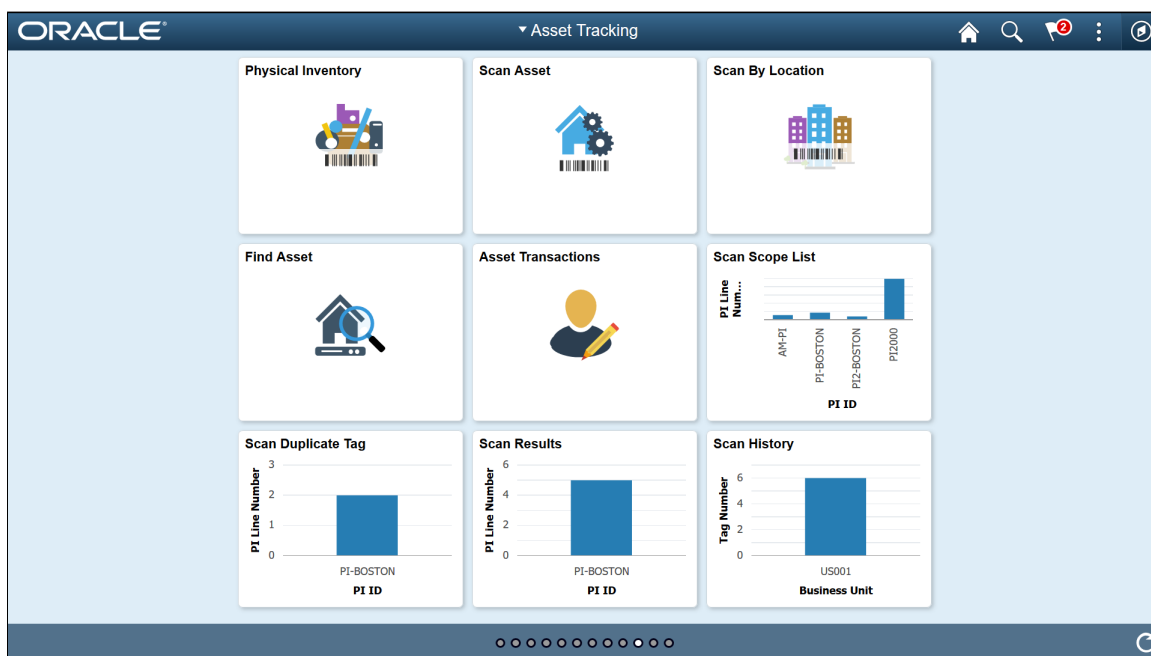 ORACLE®
Asset Tracking
2
Physical Inventory
Scan Asset
Scan By Location
Find Asset
Asset Transactions
Scan Scope List
PI Line
Num...
AM-PI
PI-BOSTON
PI2-BOSTON
PI2000
PI ID
Scan Duplicate Tag
PI Line Number
3
2
1
0
PI-BOSTON
PI ID
Scan Results
PI Line Number
6
4
2
0
PI-BOSTON
PI ID
Scan History
Tag Number
6
4
2
0
US001
Business Unit